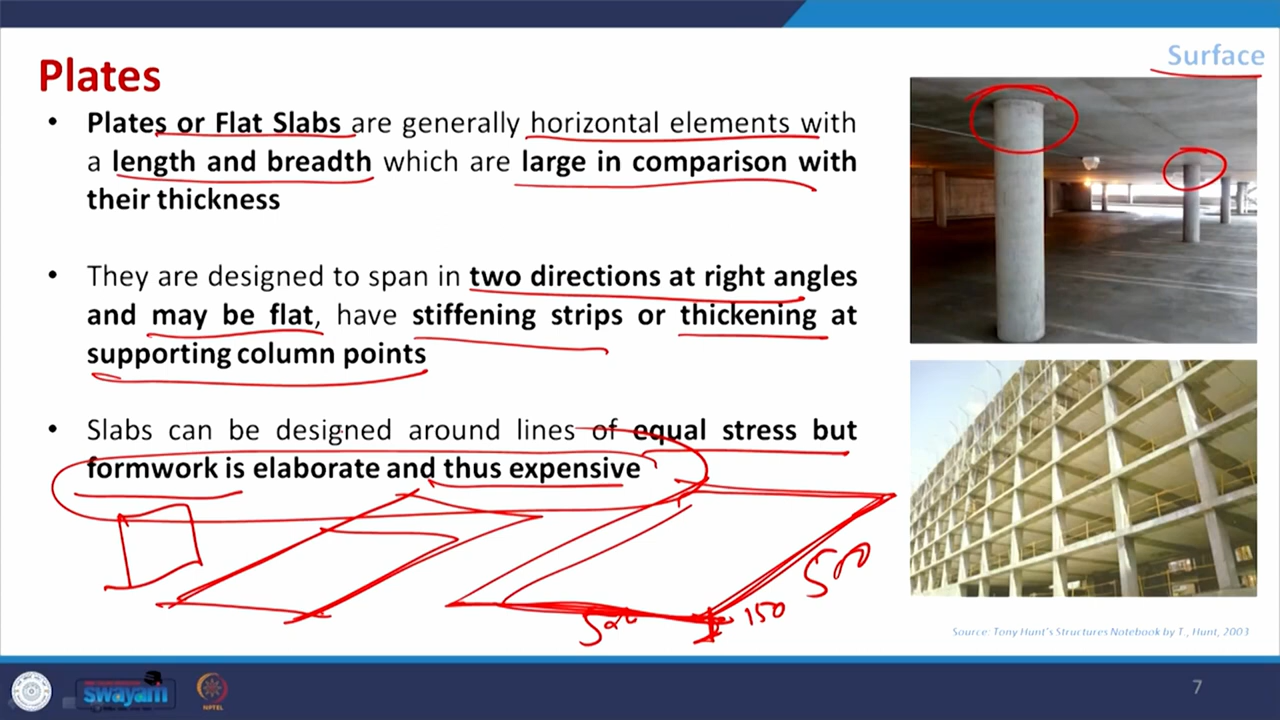 Surface
Plates
• Plates or Flat Slabs are generally horizontal elements with
a length and breadth which are large in comparison with
their thickness
• They are designed to span in two directions at right angles
and may be flat, have stiffening strips or thickening at
supporting column points
• Slabs can be designed around lines of equal stress but
formwork is elaborate and thus expensive
500
150
Source: Tony Hunt's Structures Notebook by T., Hunt, 2003
swayam
NPTEL
7